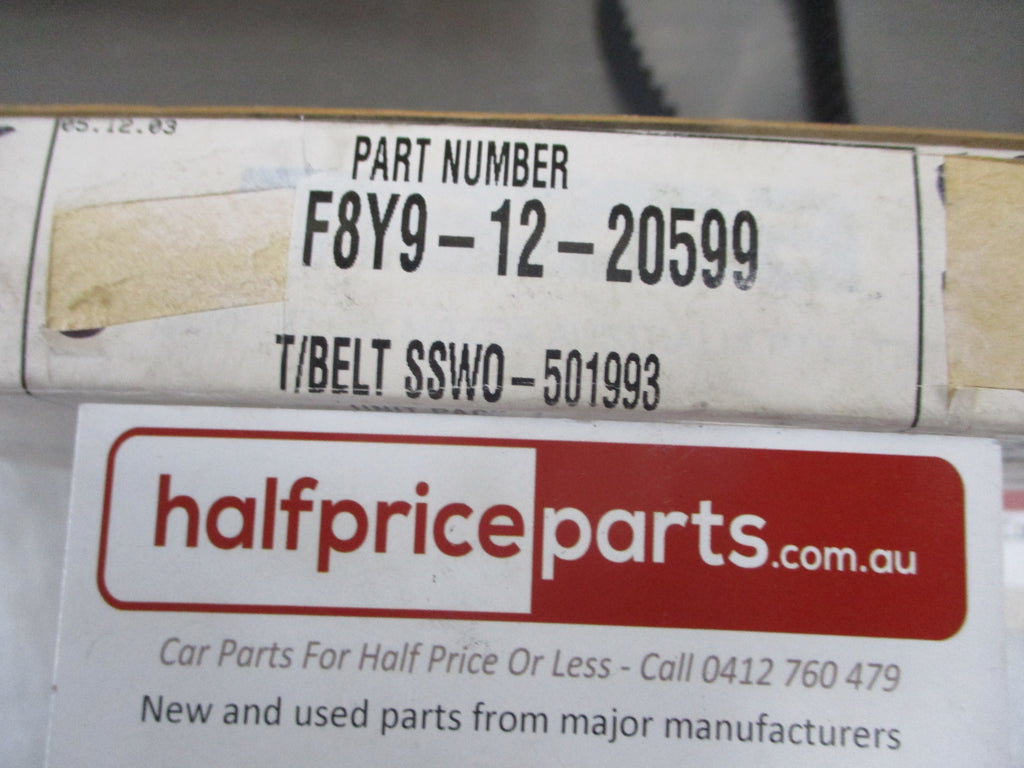 05.12.03
PART NUMBER
F8Y9-12-20599
T/BELT SSWO-501993
halfpriceparts.com.au
Car Parts For Half Price Or Less - Call 0412 760 479
New and used parts from major manufacturers